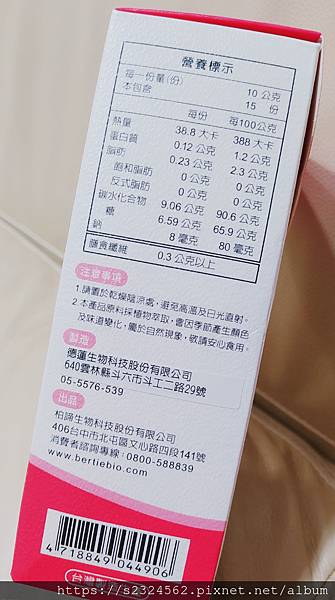 營養標示
每一份量(份) 10 公克
本包含 15 份
每份 每100公克
熱量 38.8 大卡 388 大卡
蛋白質 0.12 公克 1.2 公克
脂肪 0.23 公克 2.3 公克
飽和脂肪 0 公克 0 公克
反式脂肪 0 公克 0 公克
碳水化合物 9.06 公克 90.6 公克
糖 6.59 公克 65.9 公克
鈉 8 毫克 80 毫克
膳食纖維 0.3 公克以上
注意事項
1.請置於乾燥陰涼處，避免高溫及日光直射。
2.本產品原料採植物萃取，會因季節產生顏色
及味道變化，屬於自然現象，敬請安心食用。
製造
德蓮生物科技股份有限公司
640雲林縣斗六市斗工二路29號
05-5576-539
出品
柏諦生物科技股份有限公司
406台中市北屯區文心路四段141號
消費者諮詢專線：0800-588839
www.bertiebio.com
4 718849 044906
台灣
https://s2324562.pixnet.net/album